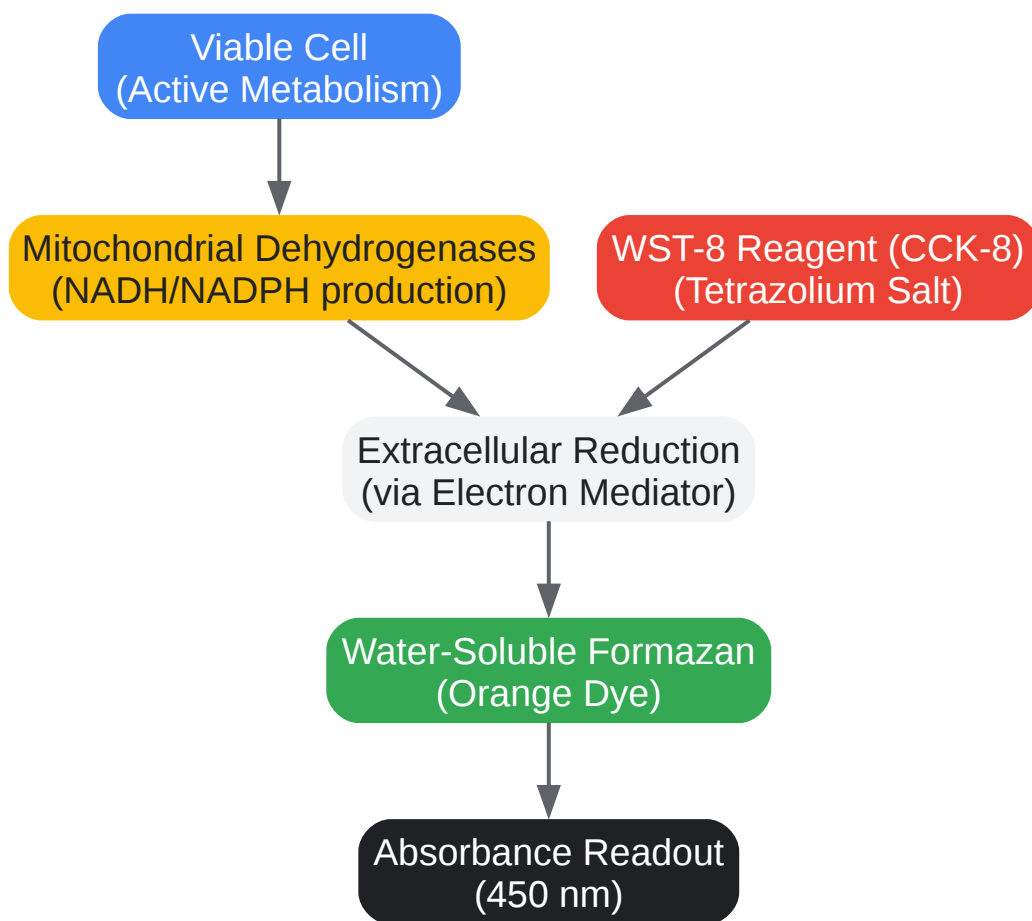 Viable Cell
(Active Metabolism)
Mitochondrial Dehydrogenases
(NADH/NADPH production)
WST-8 Reagent (CCK-8)
(Tetrazolium Salt)
Extracellular Reduction
(via Electron Mediator)
Water-Soluble Formazan
(Orange Dye)
Absorbance Readout
(450 nm)